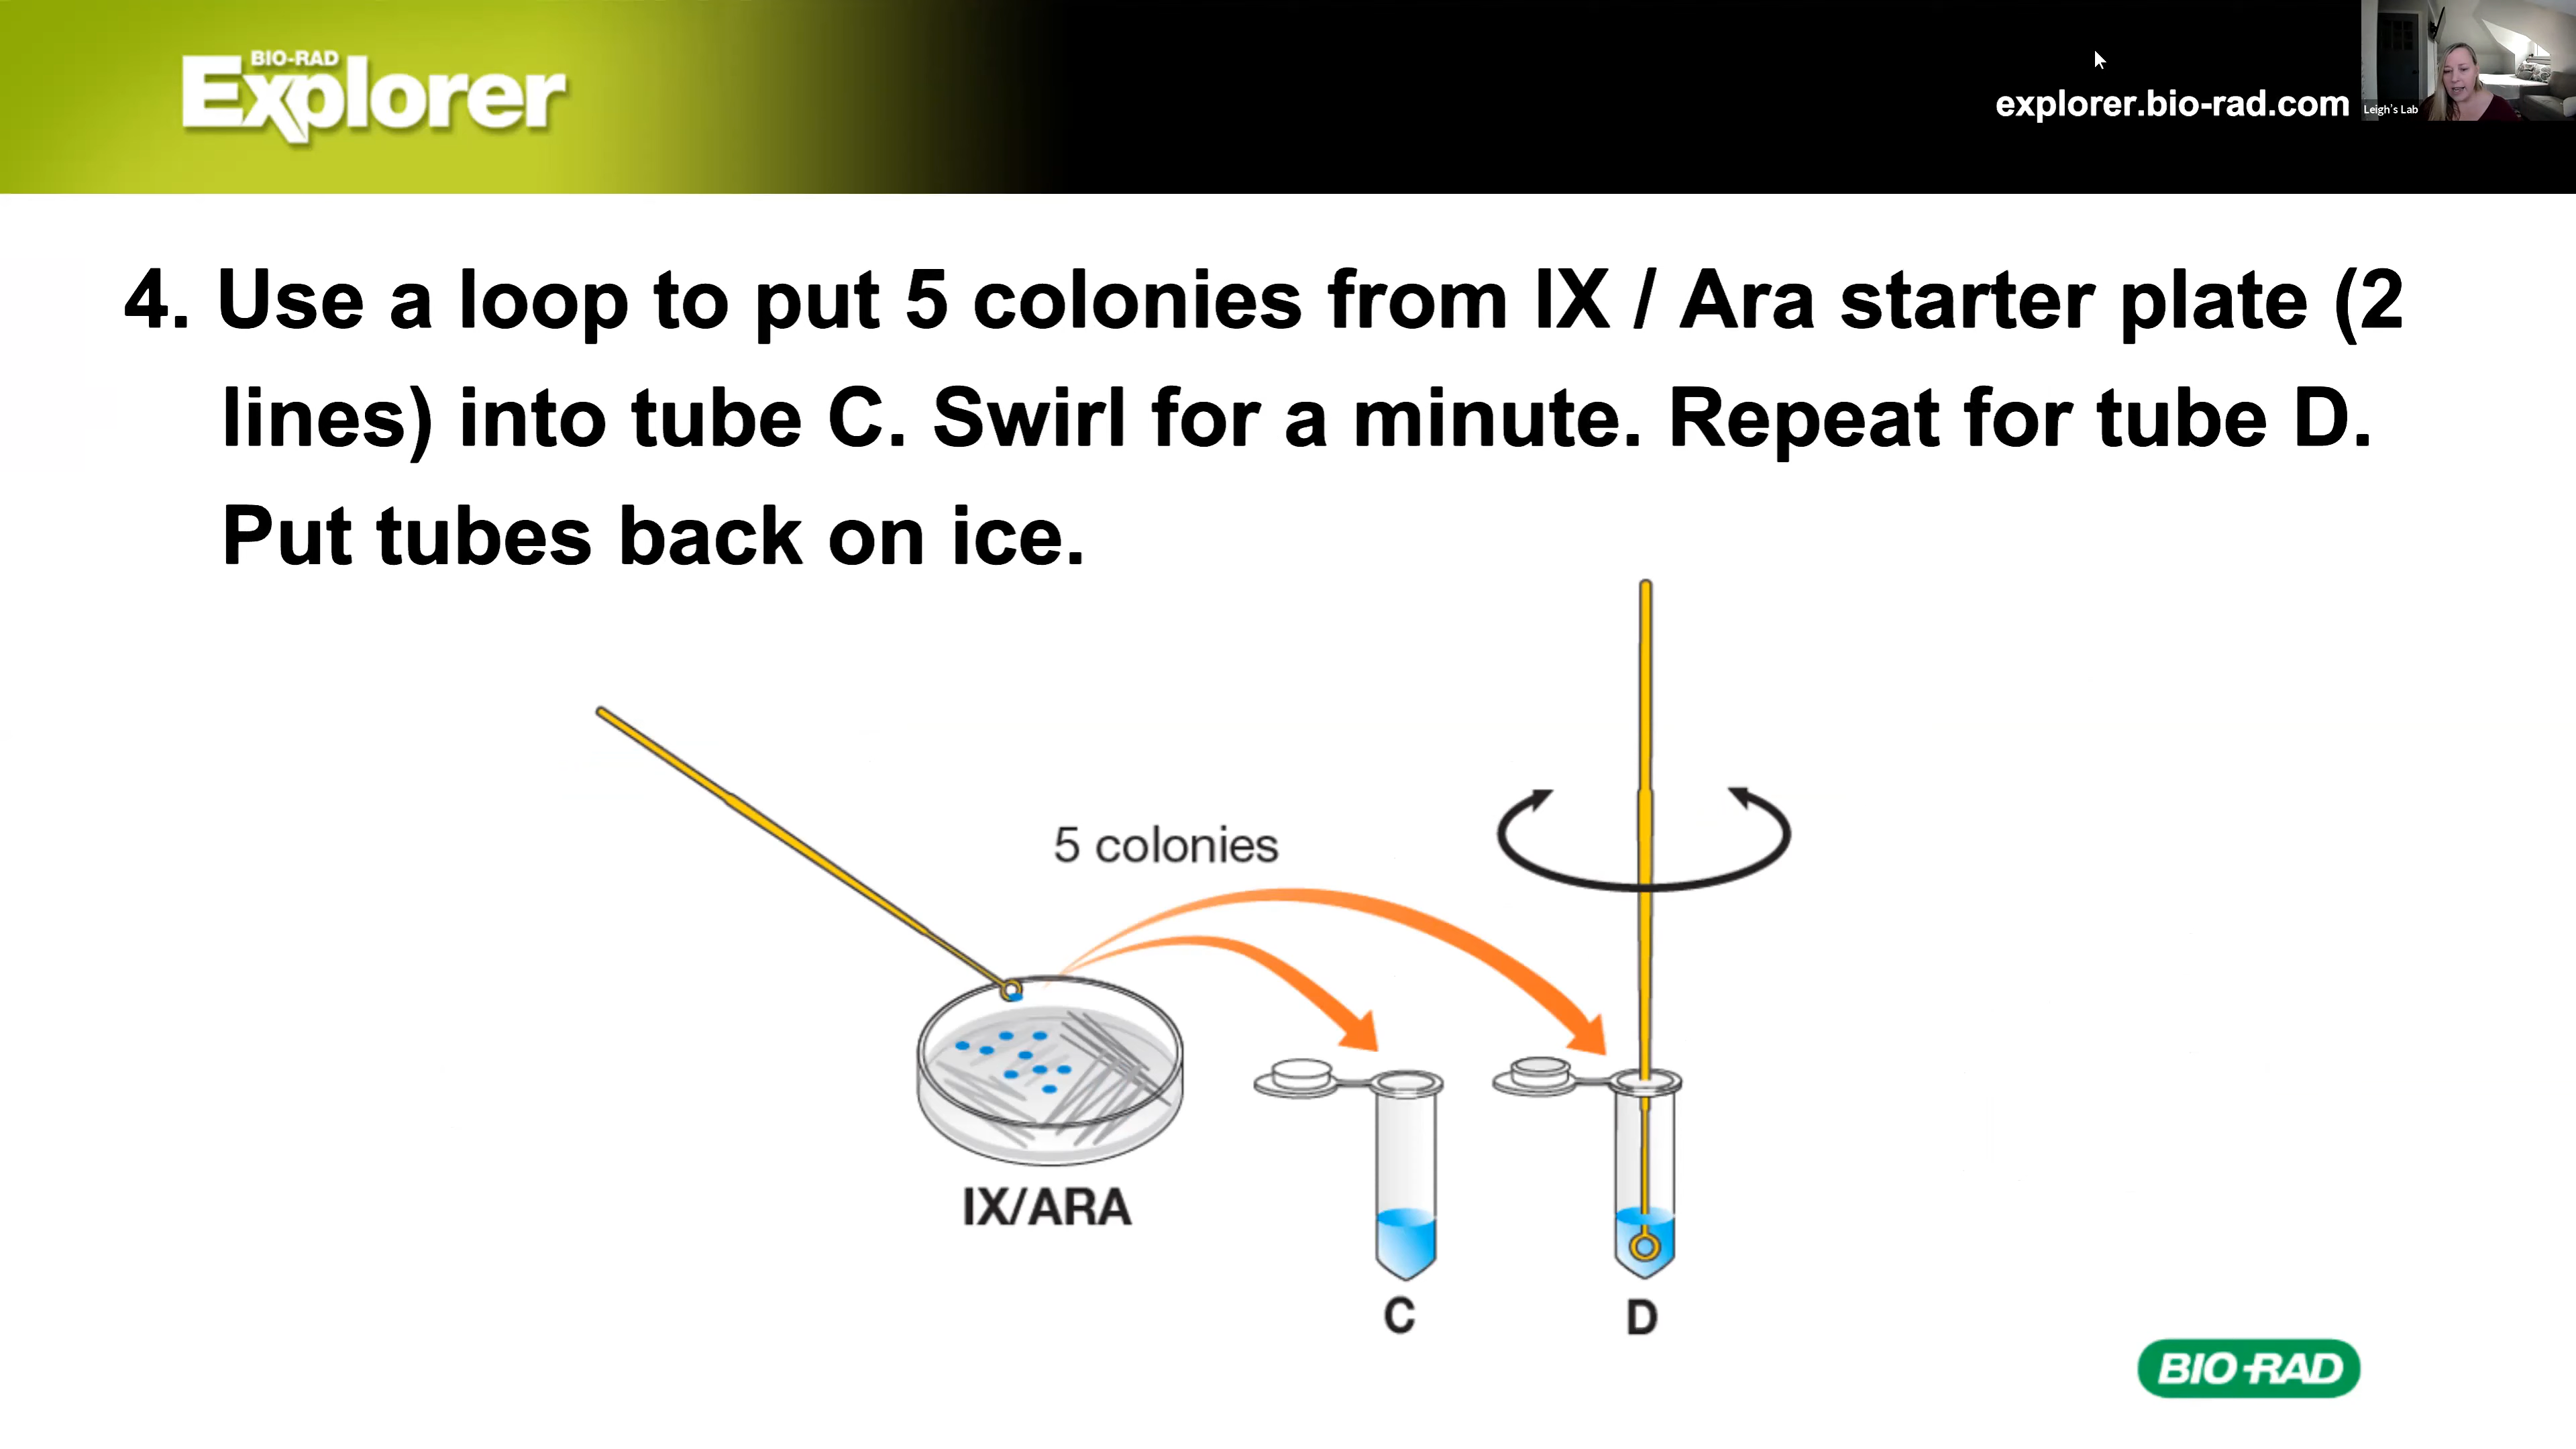 BIO-RAD
Explorer
explorer.bio-rad.com
Leigh's Lab
4. Use a loop to put 5 colonies from IX / Ara starter plate (2
lines) into tube C. Swirl for a minute. Repeat for tube D.
Put tubes back on ice.
5 colonies
IX/ARA
C
D
BIO-RAD